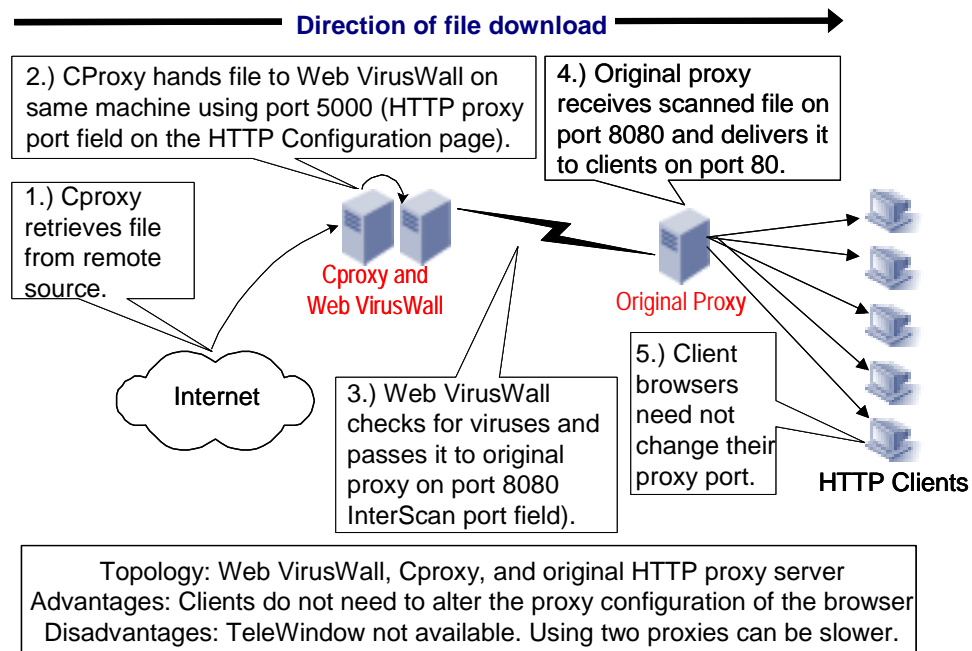 Direction of file download
2.) CProxy hands file to Web VirusWall on
same machine using port 5000 (HTTP proxy
port field on the HTTP Configuration page).
4.) Original proxy
receives scanned file on
port 8080 and delivers it
to clients on port 80.
1.) Cproxy
retrieves file
from remote
source.
Cproxy and
Web VirusWall
Original Proxy
Internet
3.) Web VirusWall
checks for viruses and
passes it to original
proxy on port 8080
InterScan port field).
5.) Client
browsers
need not
change their
proxy port.
HTTP Clients
Topology: Web VirusWall, Cproxy, and original HTTP proxy server
Advantages: Clients do not need to alter the proxy configuration of the browser
Disadvantages: TeleWindow not available. Using two proxies can be slower.